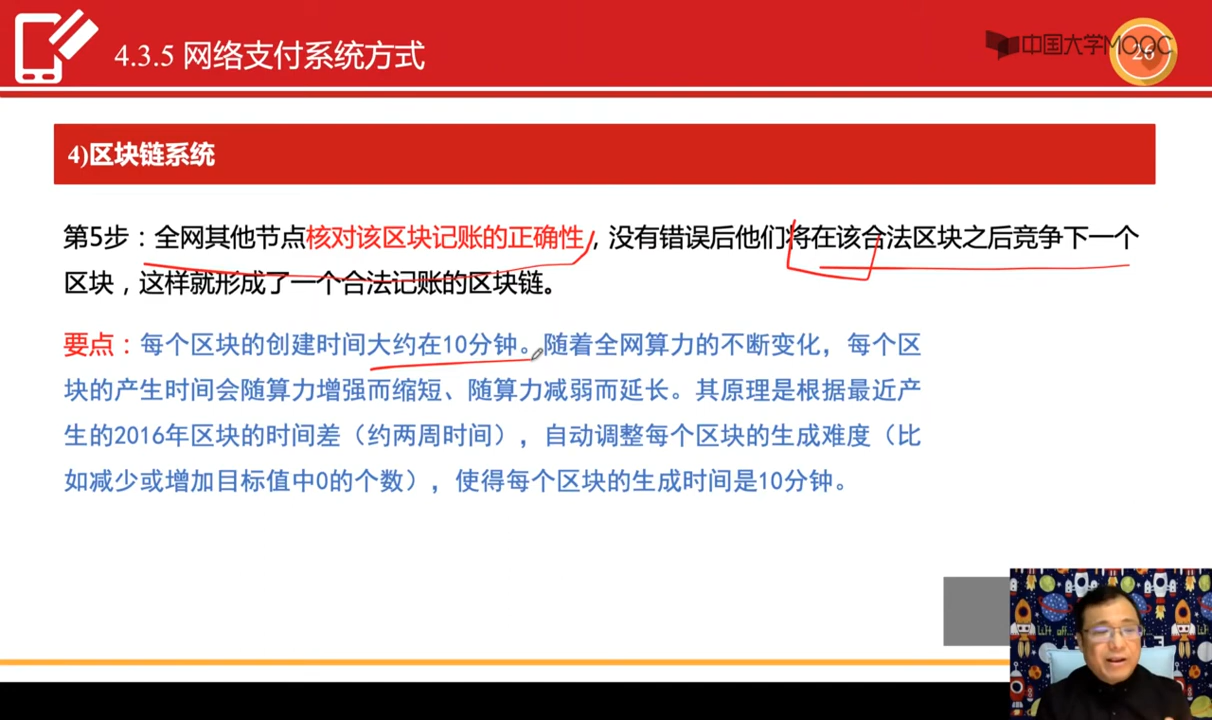 4.3.5 网络支付系统方式
中国大学MOOC
26
4)区块链系统
第5步：全网其他节点核对该区块记账的正确性，没有错误后他们将在该合法区块之后竞争下一个
区块，这样就形成了一个合法记账的区块链。
要点：每个区块的创建时间大约在10分钟。随着全网算力的不断变化，每个区
块的产生时间会随算力增强而缩短、随算力减弱而延长。其原理是根据最近产
生的2016年区块的时间差（约两周时间），自动调整每个区块的生成难度（比
如减少或增加目标值中0的个数），使得每个区块的生成时间是10分钟。